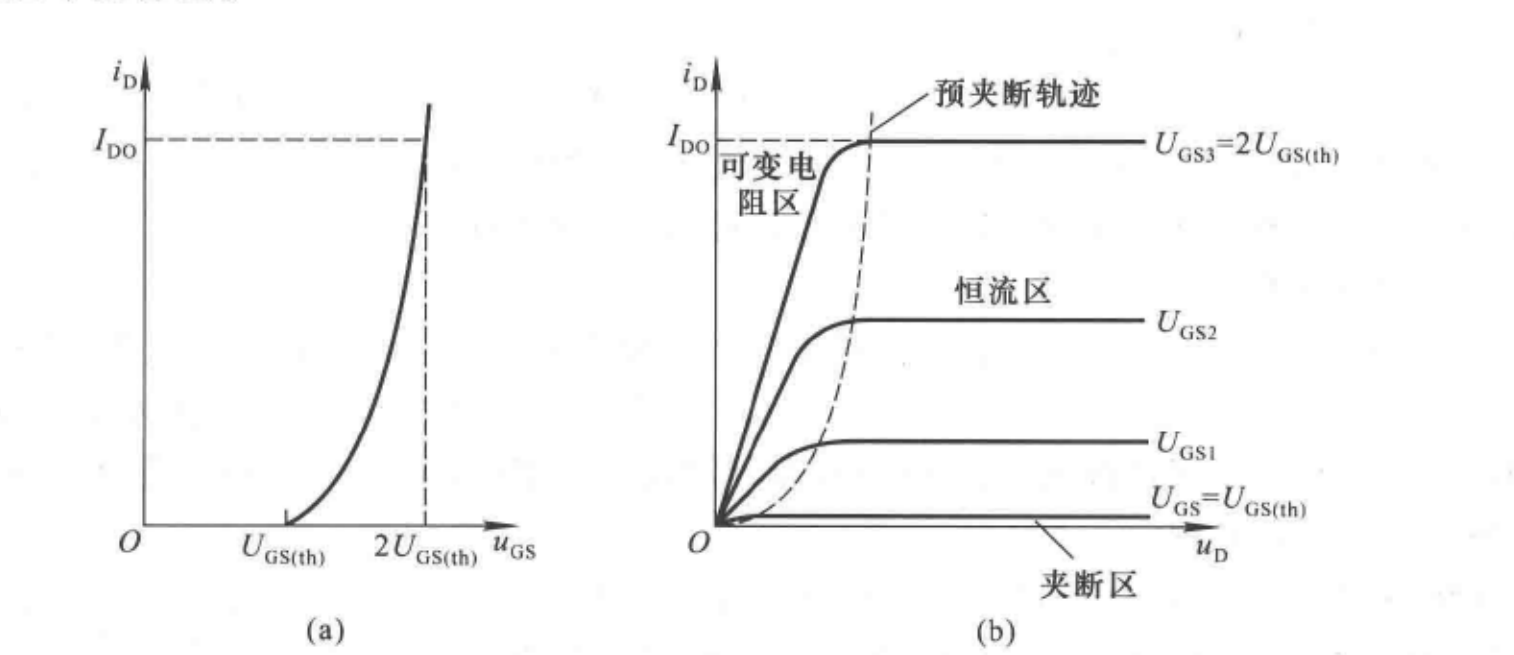 i_D
I_DO
O
U_GS(th)
2U_GS(th)
u_GS
(a)
i_D
I_DO
预夹断轨迹
U_GS3=2U_GS(th)
可变电
阻区
恒流区
U_GS2
U_GS1
U_GS=U_GS(th)
O
u_D
夹断区
(b)